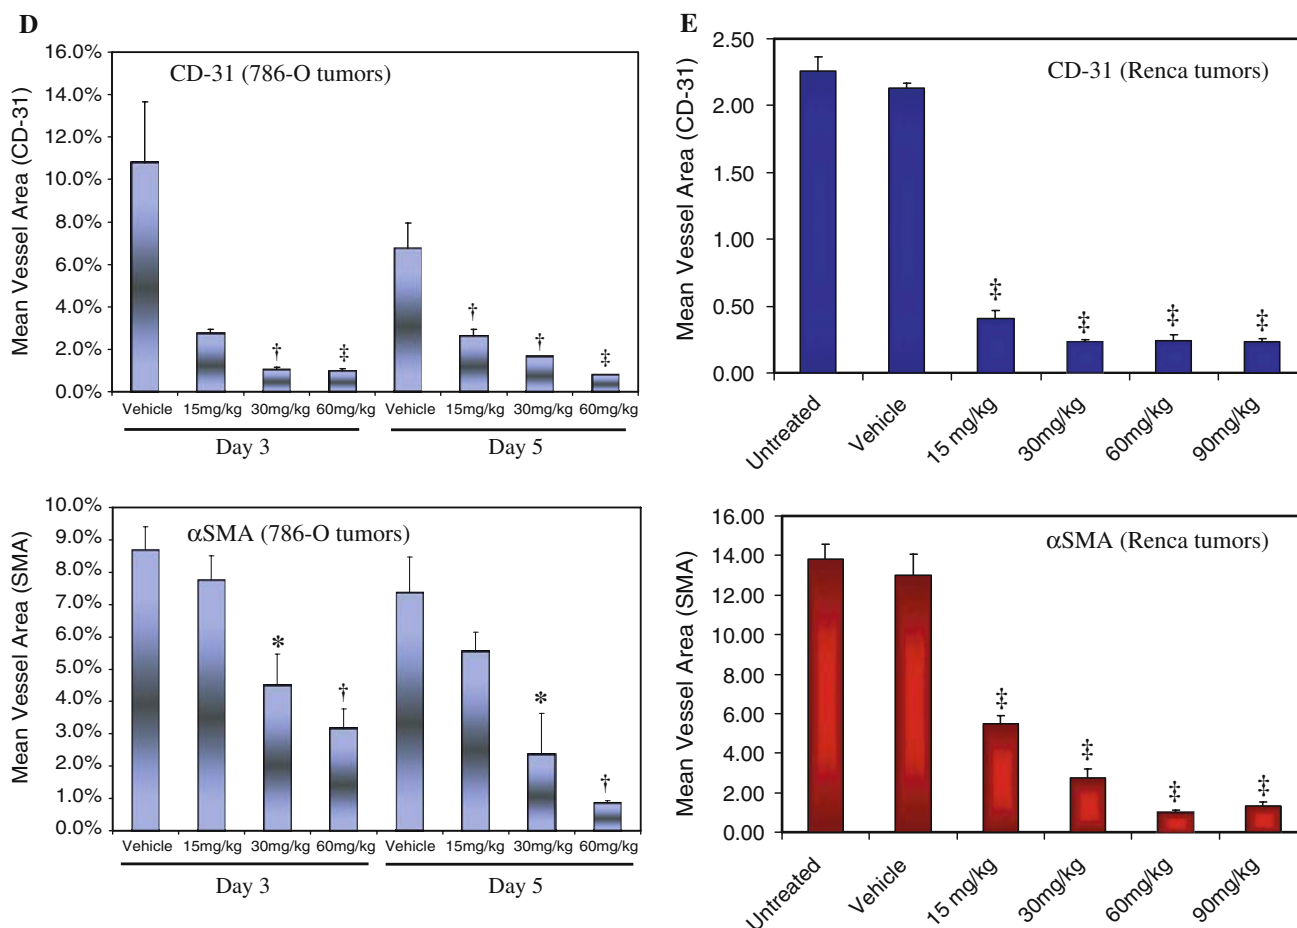 D
CD-31 (786-O tumors)
Mean Vessel Area (CD-31)
16.0%
14.0%
12.0%
10.0%
8.0%
6.0%
4.0%
2.0%
0.0%
† ‡ † † ‡
Vehicle 15mg/kg 30mg/kg 60mg/kg Vehicle 15mg/kg 30mg/kg 60mg/kg
Day 3 Day 5
αSMA (786-O tumors)
Mean Vessel Area (SMA)
10.0%
9.0%
8.0%
7.0%
6.0%
5.0%
4.0%
3.0%
2.0%
1.0%
0.0%
* † * †
Vehicle 15mg/kg 30mg/kg 60mg/kg Vehicle 15mg/kg 30mg/kg 60mg/kg
Day 3 Day 5
E
CD-31 (Renca tumors)
Mean Vessel Area (CD-31)
2.50
2.00
1.50
1.00
0.50
0.00
‡ ‡ ‡ ‡
Untreated Vehicle 15 mg/kg 30mg/kg 60mg/kg 90mg/kg
αSMA (Renca tumors)
Mean Vessel Area (SMA)
16.00
14.00
12.00
10.00
8.00
6.00
4.00
2.00
0.00
‡ ‡ ‡ ‡
Untreated Vehicle 15 mg/kg 30mg/kg 60mg/kg 90mg/kg